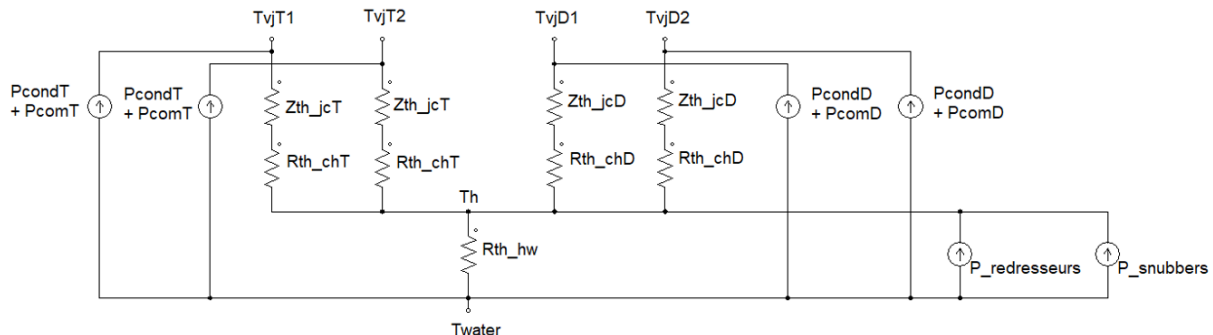 TvjT1
TvjT2
TvjD1
TvjD2
PcondT
+ PcomT
PcondT
+ PcomT
Zth_jcT
Zth_jcT
Zth_jcD
Zth_jcD
PcondD
+ PcomD
PcondD
+ PcomD
Rth_chT
Rth_chT
Rth_chD
Rth_chD
Th
Rth_hw
P_redresseurs
P_snubbers
Twater